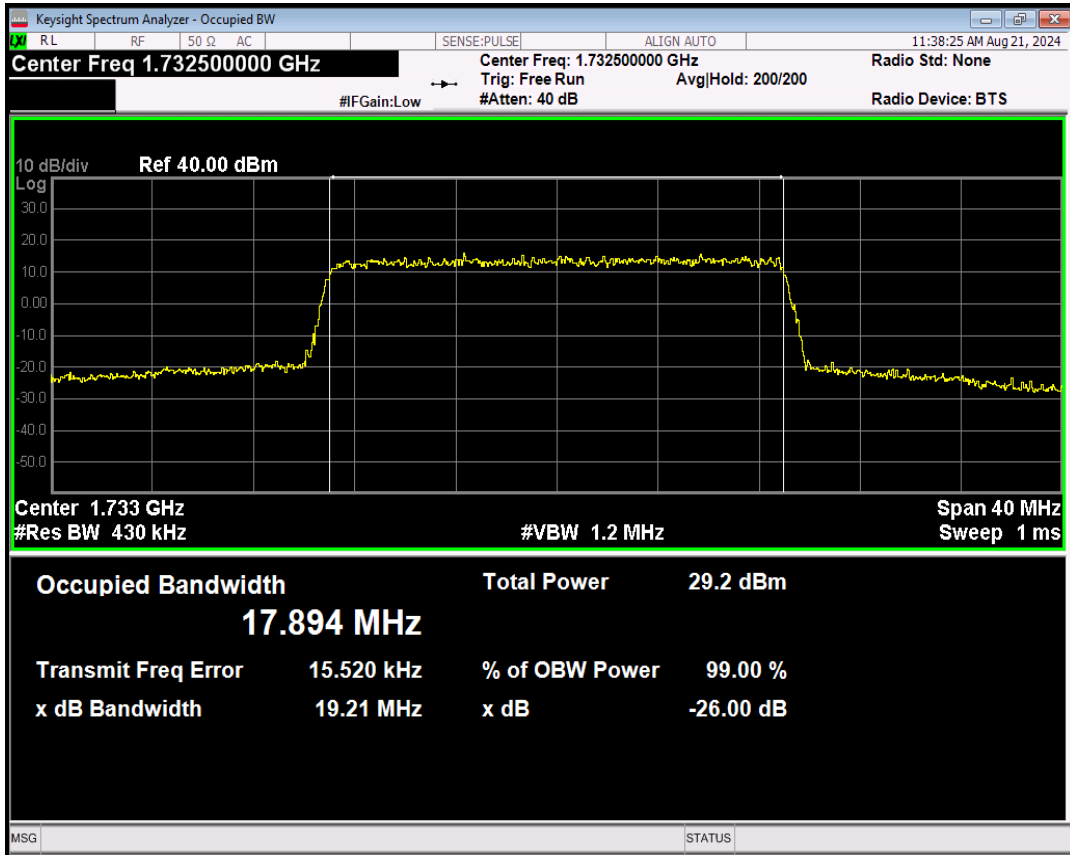 Keysight Spectrum Analyzer - Occupied BW
LXI RL RF 50 Ω AC SENSE:PULSE ALIGN AUTO 11:38:25 AM Aug 21, 2024
Center Freq 1.732500000 GHz
#IFGain:Low
Center Freq: 1.732500000 GHz
Trig: Free Run Avg|Hold: 200/200
#Atten: 40 dB
Radio Std: None
Radio Device: BTS
10 dB/div Ref 40.00 dBm
Log
30.0
20.0
10.0
0.00
-10.0
-20.0
-30.0
-40.0
-50.0
Center 1.733 GHz Span 40 MHz
#Res BW 430 kHz #VBW 1.2 MHz Sweep 1 ms
Occupied Bandwidth Total Power 29.2 dBm
17.894 MHz
Transmit Freq Error 15.520 kHz % of OBW Power 99.00 %
x dB Bandwidth 19.21 MHz x dB -26.00 dB
MSG STATUS